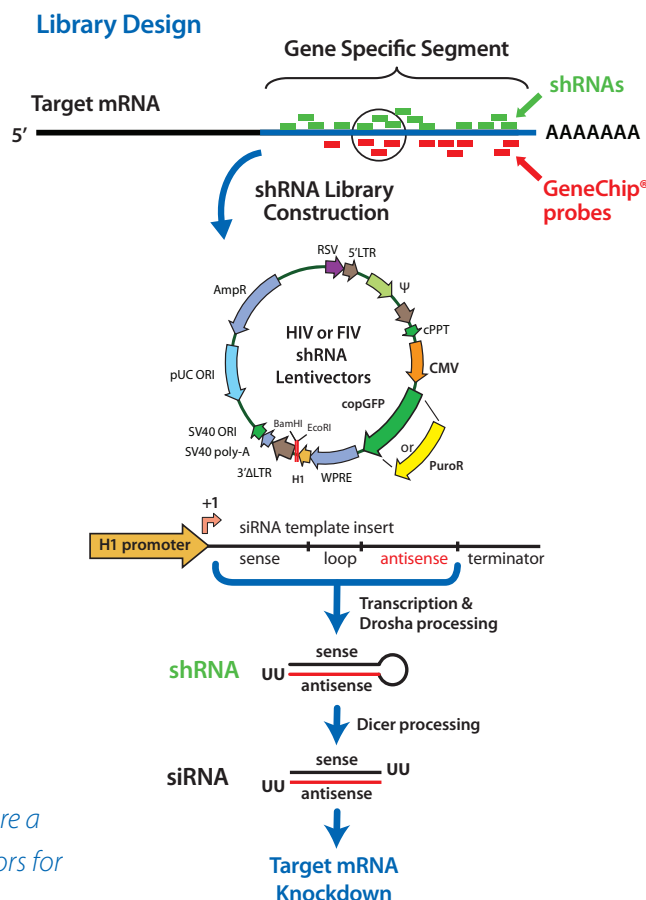 Library Design
Gene Specific Segment
shRNAs
Target mRNA
5’
AAAAAAA
GeneChip®
probes
shRNA Library
Construction
RSV
5’LTR
Ψ
cPPT
CMV
copGFP
or
PuroR
WPRE
H1
EcoRI
BamHI
3’ΔLTR
SV40 poly-A
SV40 ORI
pUC ORI
AmpR
HIV or FIV
shRNA
Lentivectors
+1
H1 promoter
siRNA template insert
sense
loop
antisense
terminator
Transcription &
Drosha processing
shRNA
sense
UU
antisense
Dicer processing
siRNA
sense
UU
UU
antisense
re a
ors for
Target mRNA
Knockdown